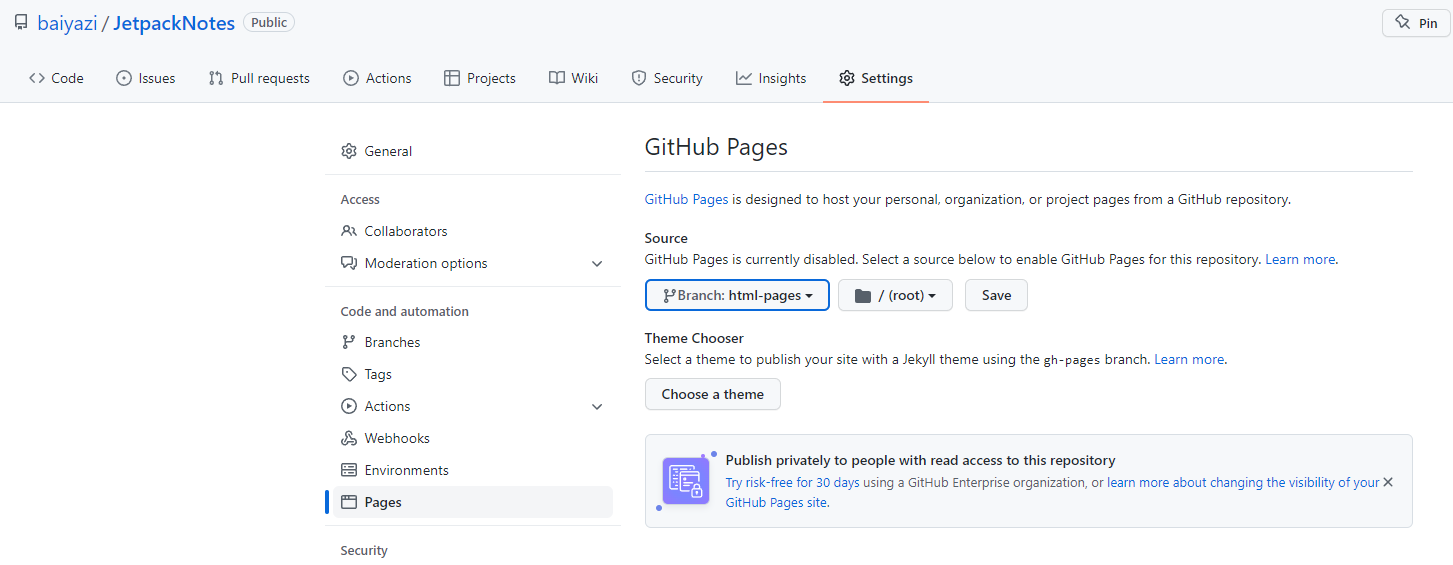 baiyazi / JetpackNotes Public
Pin
Code Issues Pull requests Actions Projects Wiki Security Insights Settings
General
Access
Collaborators
Moderation options
Code and automation
Branches
Tags
Actions
Webhooks
Environments
Pages
Security
GitHub Pages
GitHub Pages is designed to host your personal, organization, or project pages from a GitHub repository.
Source
GitHub Pages is currently disabled. Select a source below to enable GitHub Pages for this repository. Learn more.
Branch: html-pages / (root) Save
Theme Chooser
Select a theme to publish your site with a Jekyll theme using the gh-pages branch. Learn more.
Choose a theme
Publish privately to people with read access to this repository
Try risk-free for 30 days using a GitHub Enterprise organization, or learn more about changing the visibility of your
GitHub Pages site.